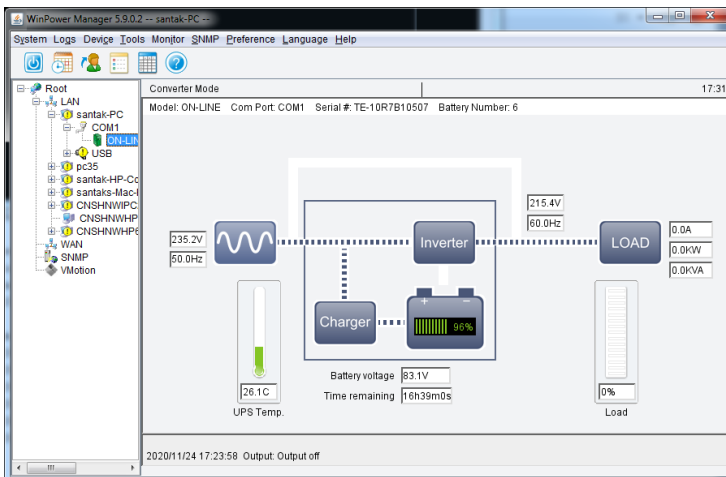 WinPower Manager 5.9.0.2 -- santak-PC --
System Logs Device Tools Monitor SNMP Preference Language Help
Root
LAN
santak-PC
COM1
ON-LIN
USB
pc35
santak-HP-Co
santaks-Mac-
CNSHNWIPC
CNSHNWHP
CNSHNWHP6
WAN
SNMP
VMotion
Converter Mode 17:31
Model: ON-LINE Com Port: COM1 Serial #: TE-10R7B10507 Battery Number: 6
235.2V
50.0Hz
Inverter
215.4V
60.0Hz
LOAD
0.0A
0.0KW
0.0KVA
Charger
+ −
96%
Battery voltage 83.1V
Time remaining 16h39m0s
26.1C
UPS Temp.
0%
Load
2020/11/24 17:23:58 Output: Output off